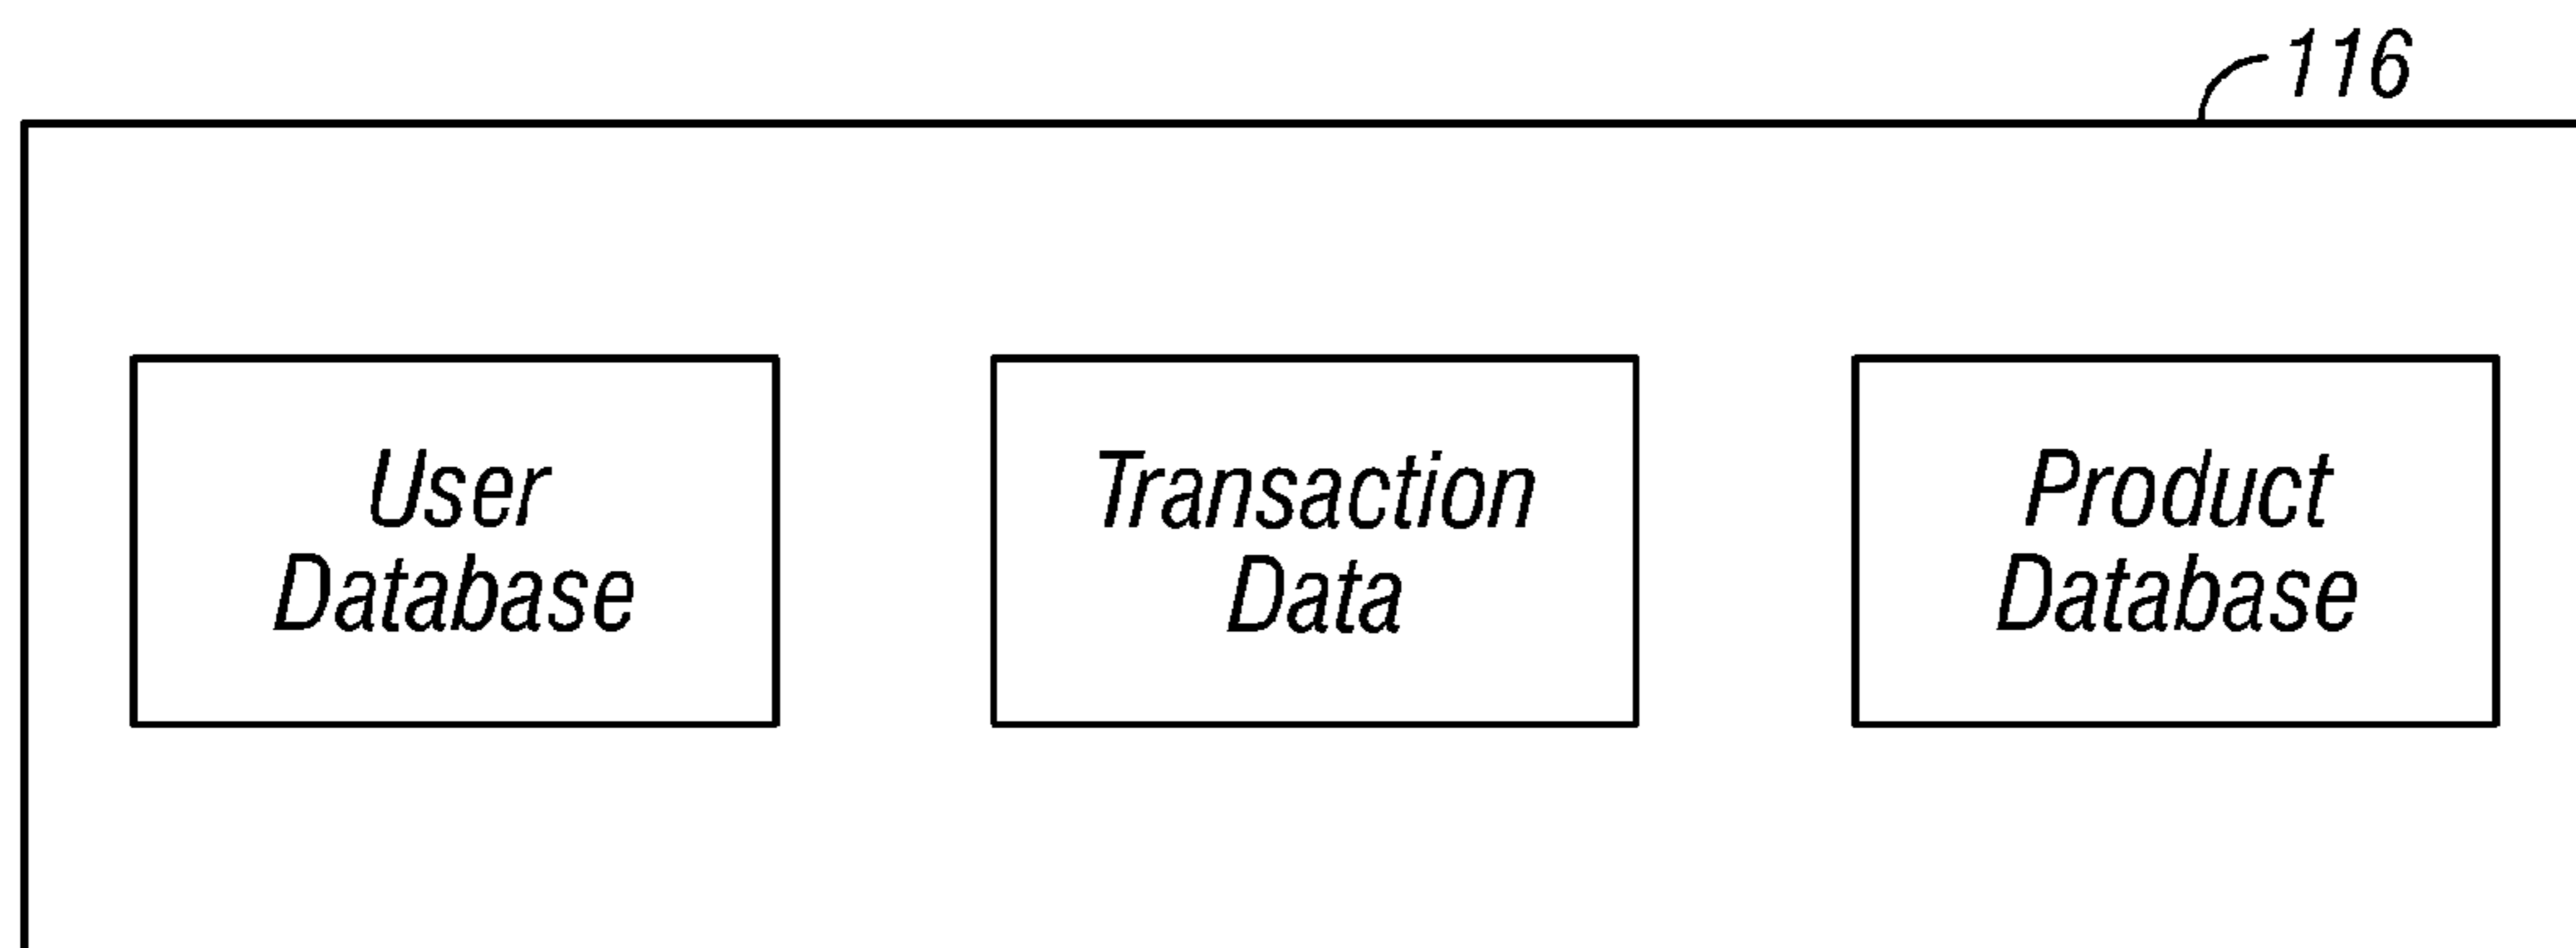 116
User
Database
Transaction
Data
Product
Database